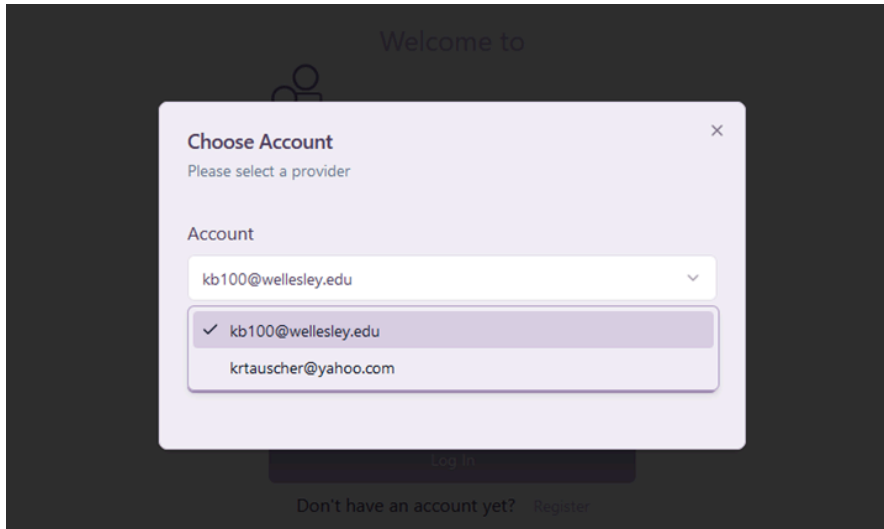 Welcome to
Choose Account
Please select a provider
Account
kb100@wellesley.edu
kb100@wellesley.edu
krtauscher@yahoo.com
Log In
Don't have an account yet? Register